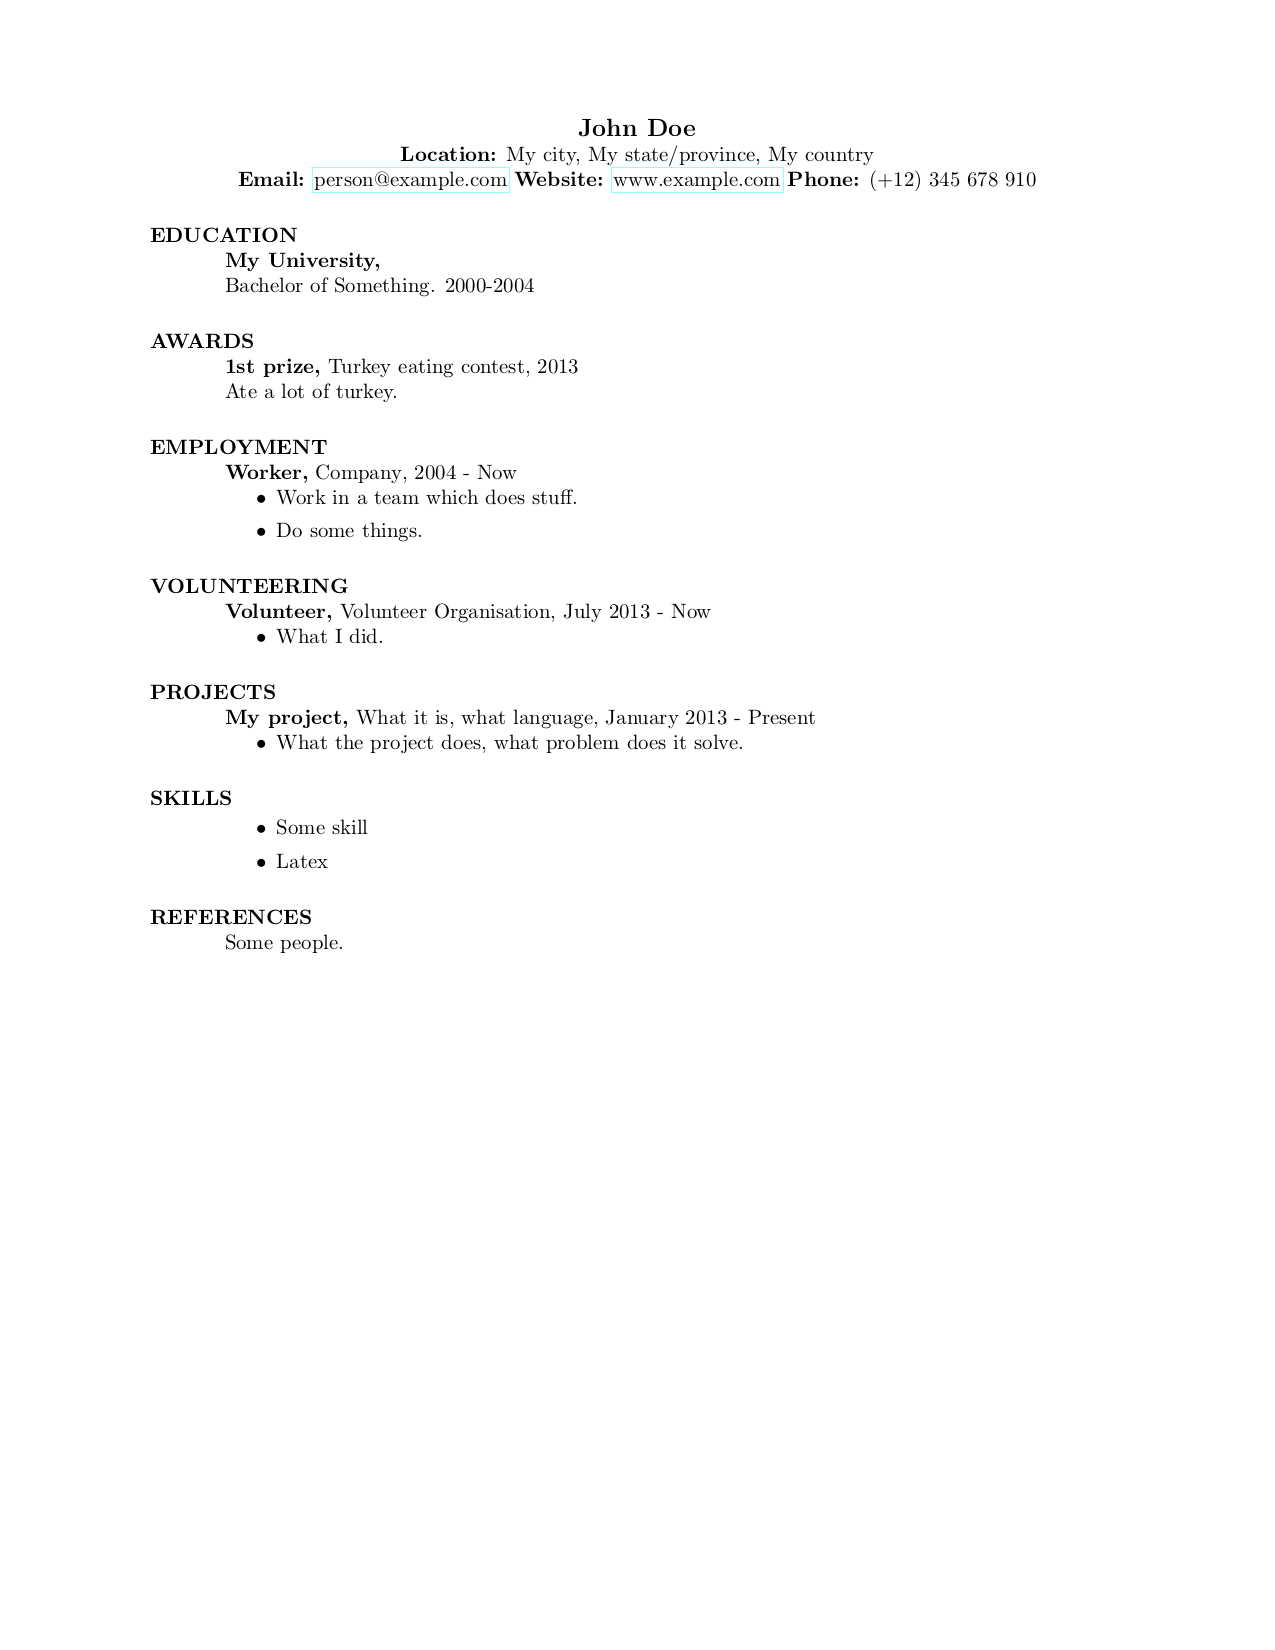 John Doe
Location: My city, My state/province, My country
Email: person@example.com Website: www.example.com Phone: (+12) 345 678 910
EDUCATION
My University,
Bachelor of Something. 2000-2004
AWARDS
1st prize, Turkey eating contest, 2013
Ate a lot of turkey.
EMPLOYMENT
Worker, Company, 2004 - Now
• Work in a team which does stuff.
• Do some things.
VOLUNTEERING
Volunteer, Volunteer Organisation, July 2013 - Now
• What I did.
PROJECTS
My project, What it is, what language, January 2013 - Present
• What the project does, what problem does it solve.
SKILLS
• Some skill
• Latex
REFERENCES
Some people.